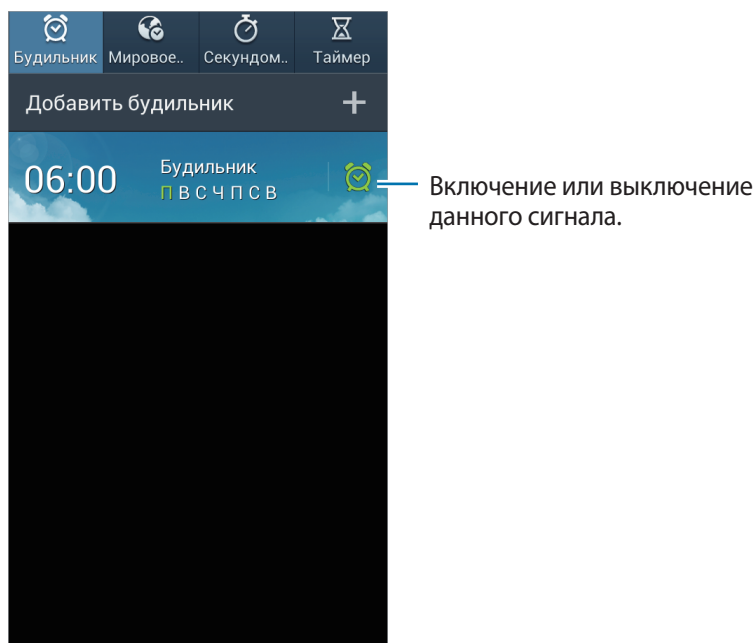 Будильник Мировое.. Секундом.. Таймер
Добавить будильник
06:00 Будильник
П В С Ч П С В
Включение или выключение
данного сигнала.